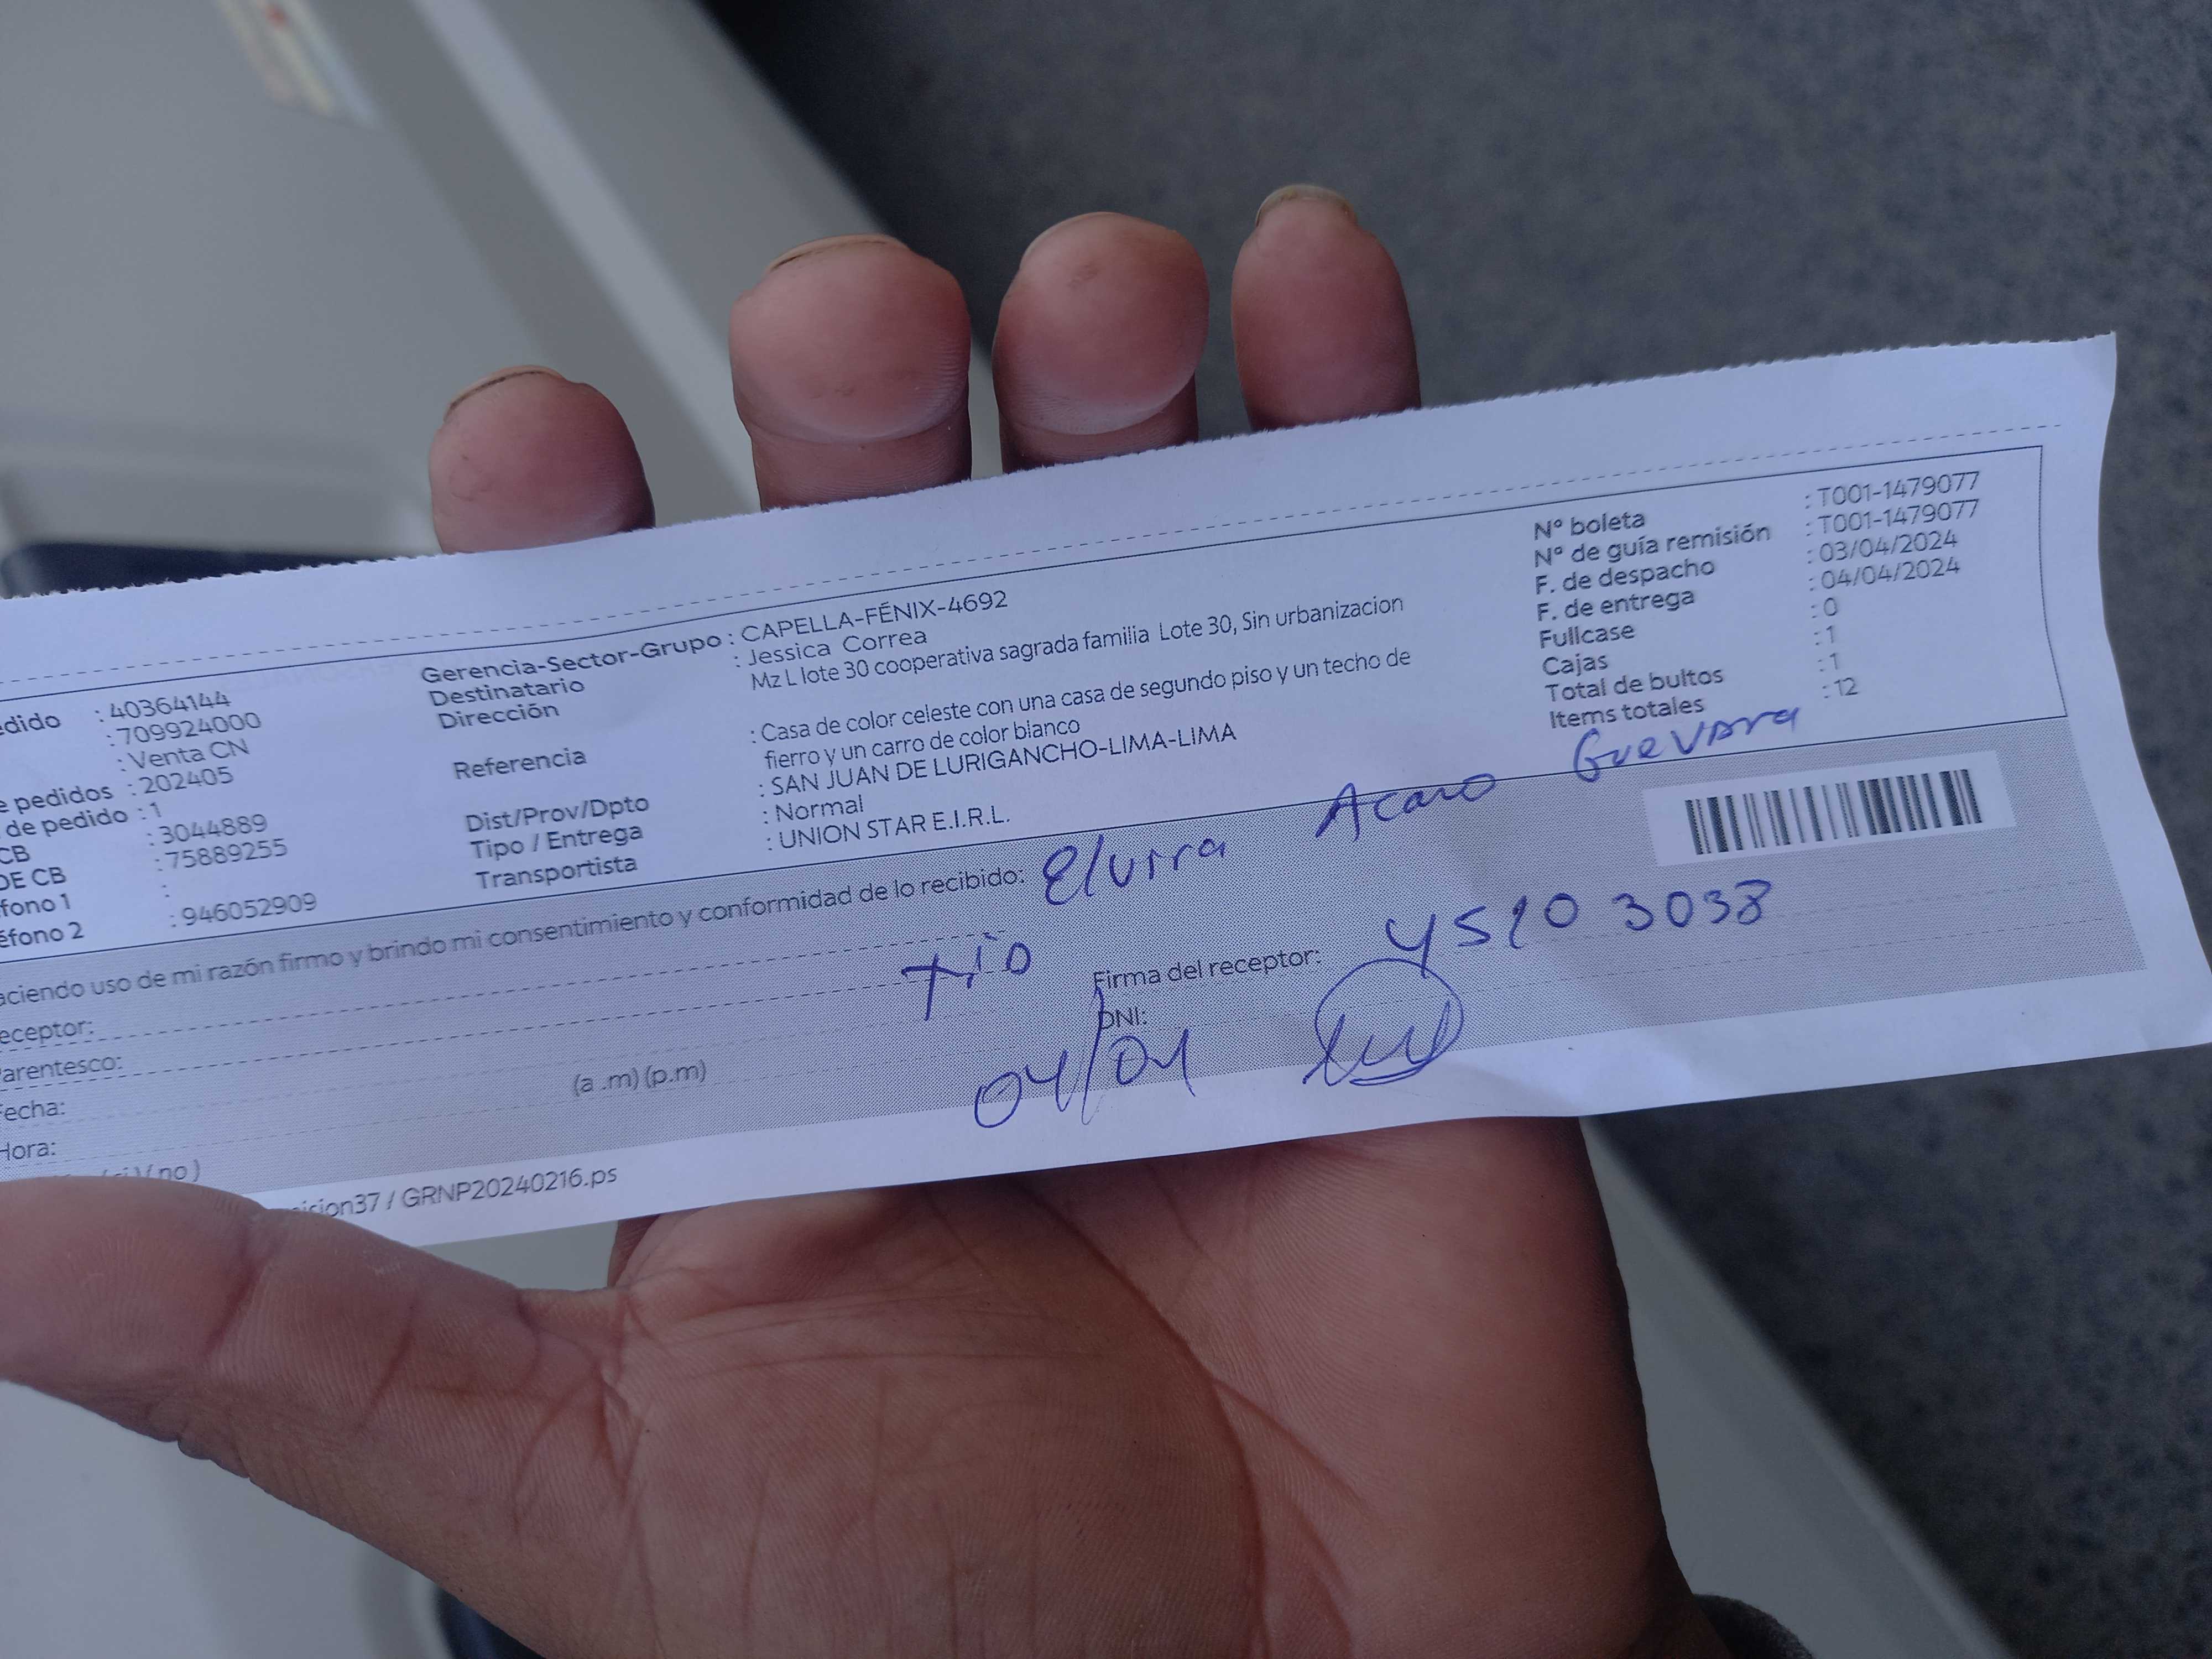 edido : 40364144
: 709924000
: Venta CN
e pedidos : 202405
de pedido : 1
CB : 3044889
DE CB : 75889255
fono 1 :
éfono 2 : 946052909
Gerencia-Sector-Grupo : CAPELLA-FÉNIX-4692
Destinatario : Jessica Correa
Dirección Mz L lote 30 cooperativa sagrada familia Lote 30, Sin urbanizacion
Referencia : Casa de color celeste con una casa de segundo piso y un techo de
fierro y un carro de color blanco
Dist/Prov/Dpto : SAN JUAN DE LURIGANCHO-LIMA-LIMA
Tipo / Entrega : Normal
Transportista : UNION STAR E.I.R.L.
N° boleta : T001-1479077
N° de guía remisión : T001-1479077
F. de despacho : 03/04/2024
F. de entrega : 04/04/2024
Fullcase : 0
Cajas : 1
Total de bultos : 1
Items totales : 12
aciendo uso de mi razón firmo y brindo mi consentimiento y conformidad de lo recibido: Elvira Acaro Guevara
eceptor:
arentesco: tio
Firma del receptor: 45103038
DNI:
Fecha: 04/04
Hora: (a .m) (p.m)
no )
ision37 / GRNP20240216.ps